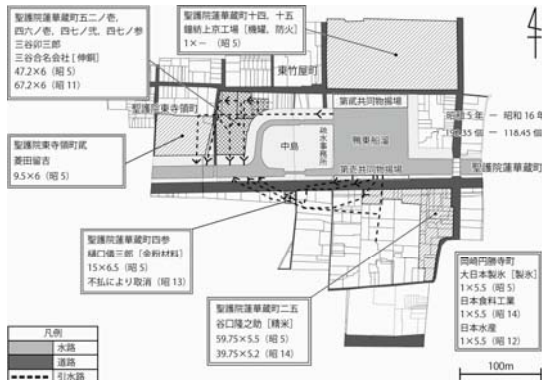 聖護院蓮華蔵町五二ノ壱,
四六ノ壱, 四七ノ弐, 四七ノ参
三谷卯三郎
三谷合名会社 [伸銅]
47.2×6 (昭 5)
67.2×6 (昭 11)
聖護院蓮華蔵町十四, 十五
鐘紡上京工場 [機罐, 防火]
1×ー (昭 5)
東竹屋町
聖護院東寺領町
聖護院東寺領町弐
菱田留吉
9.5×6 (昭 5)
第弐共同物揚場
中島
疏水事務所
鴨東船溜
第壱共同物揚場
昭和 5 年 ー 昭和 16 年
118.45 個
聖護院蓮華蔵町
聖護院蓮華蔵町四参
樋口儀三郎 [金粉材料]
15×6.5 (昭 5)
不払により取消 (昭 13)
聖護院蓮華蔵町二五
谷口隆之助 [精米]
59.75×5.5 (昭 5)
39.75×5.2 (昭 14)
岡崎円勝寺町
大日本製氷 [製氷]
1×5.5 (昭 5)
日本食料工業
1×5.5 (昭 14)
日本水産
1×5.5 (昭 12)
凡例
水路
道路
引水路
100m